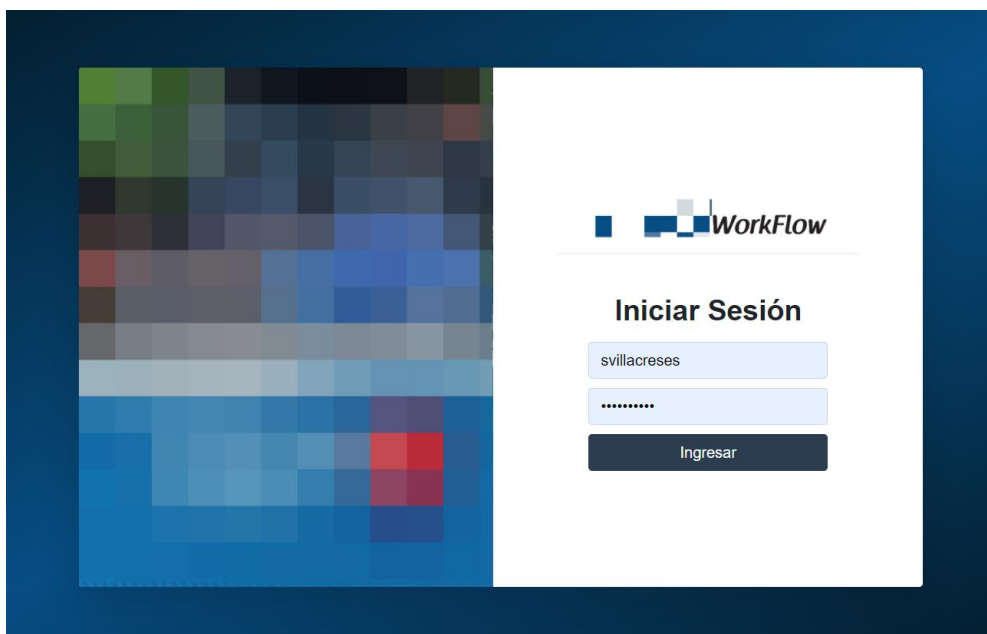 WorkFlow
Iniciar Sesión
svillacreses
••••••••••
Ingresar